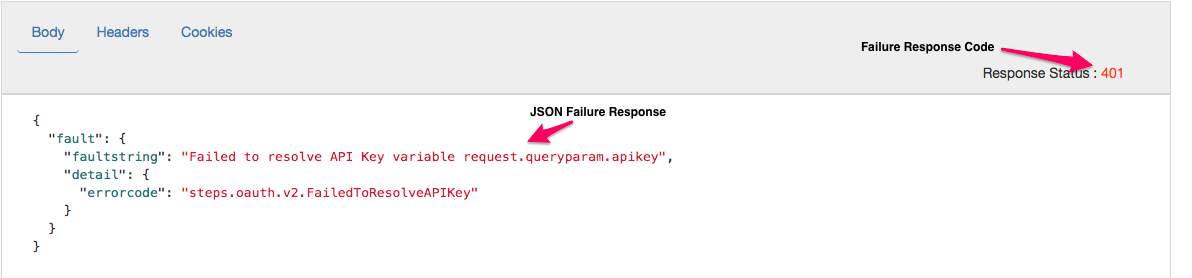 Body Headers Cookies
Failure Response Code
Response Status : 401
JSON Failure Response
{
"fault": {
"faultstring": "Failed to resolve API Key variable request.queryparam.apikey",
"detail": {
"errorcode": "steps.oauth.v2.FailedToResolveAPIKey"
}
}
}